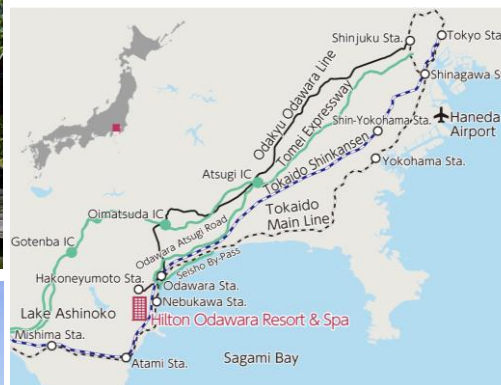 Shinjuku Sta.
Tokyo Sta.
Shinagawa S
Odakyu Odawara Line
Tomei Expressway
Shin-Yokohama Sta.
Haneda
Airport
Tokaido Shinkansen
Yokohama Sta.
Atsugi IC
Tokaido
Main Line
Oimatsuda IC
Odawara Atsugi Road
Seisho By-Pass
Gotenba IC
Hakoneyumoto Sta.
Odawara Sta.
Nebukawa Sta.
Lake Ashinoko
Hilton Odawara Resort & Spa
Mishima Sta.
Atami Sta.
Sagami Bay